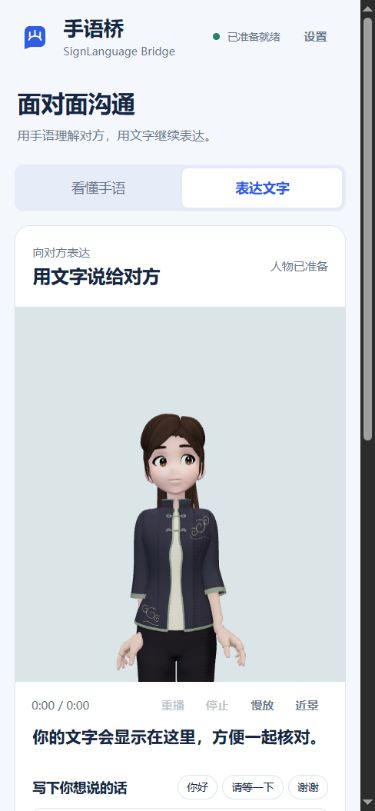 手语桥
SignLanguage Bridge
已准备就绪
设置
面对面沟通
用手语理解对方，用文字继续表达。
看懂手语
表达文字
向对方表达
用文字说给对方
人物已准备
0:00 / 0:00
重播
停止
慢放
近景
你的文字会显示在这里，方便一起核对。
写下你想说的话
你好
请等一下
谢谢